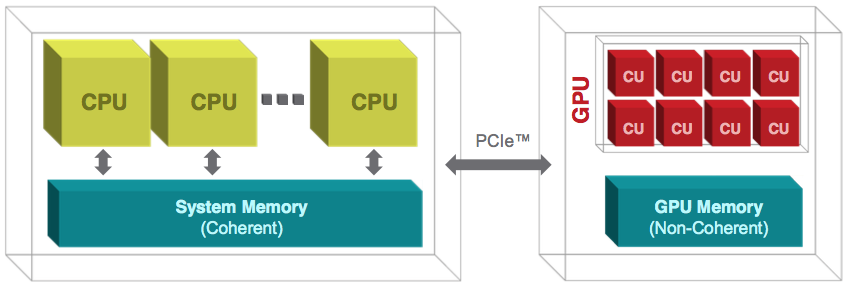 CPU
CPU
CPU
System Memory
(Coherent)
PCIe™
GPU
CU
CU
CU
CU
CU
CU
CU
CU
GPU Memory
(Non-Coherent)